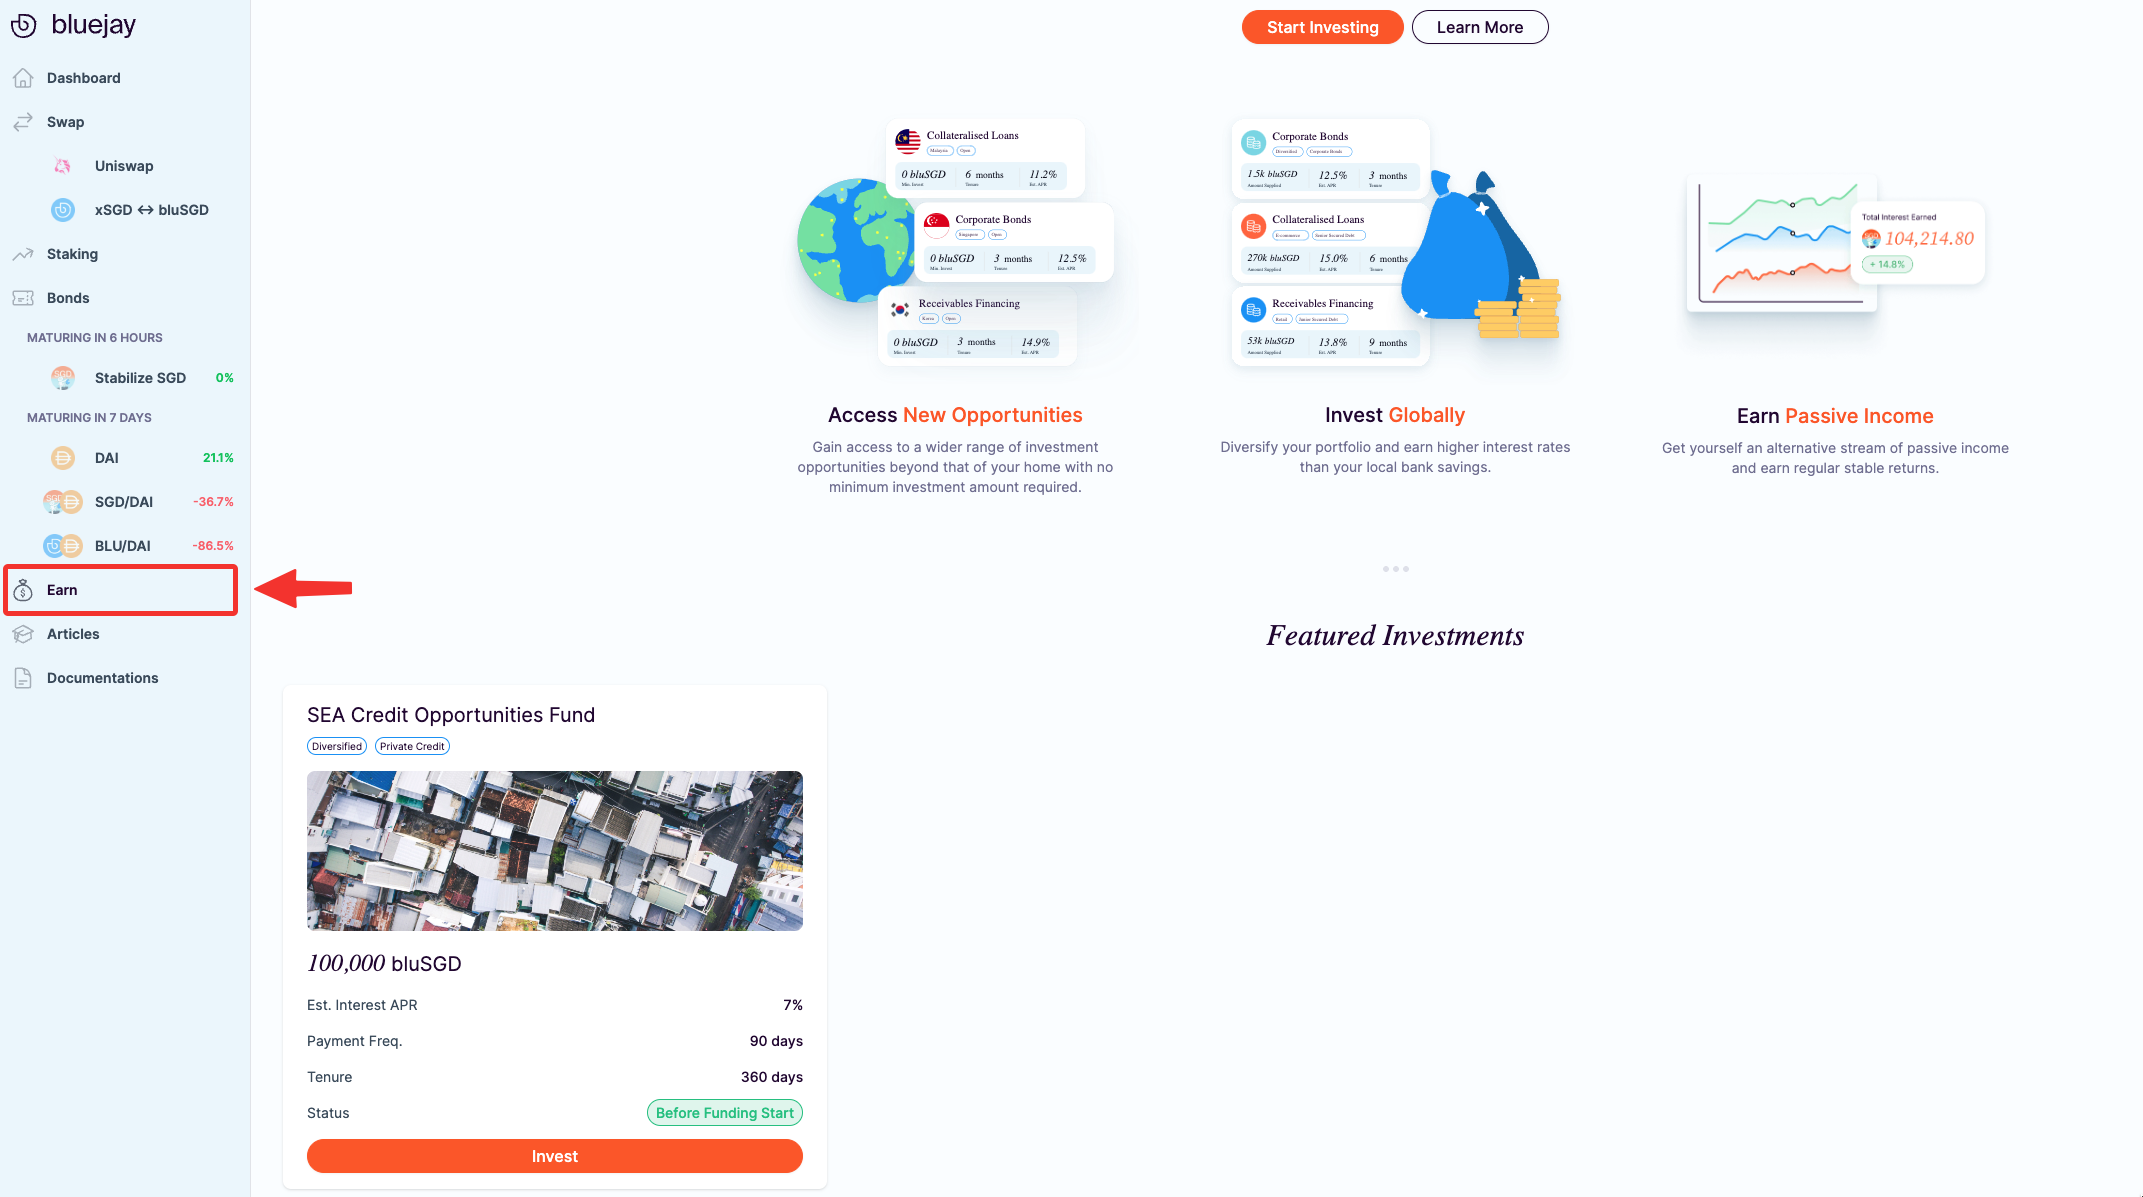 bluejay
Dashboard
Swap
Uniswap
xSGD ↔ bluSGD
Staking
Bonds
MATURING IN 6 HOURS
Stabilize SGD 0%
MATURING IN 7 DAYS
DAI 21.1%
SGD/DAI -36.7%
BLU/DAI -86.5%
Earn
Articles
Documentations
Start Investing Learn More
Collateralised Loans
Malaysia Open
0 bluSGD 6 months 11.2%
Min. Invest Tenure Est. APR
Corporate Bonds
Singapore Open
0 bluSGD 3 months 12.5%
Min. Invest Tenure Est. APR
Receivables Financing
Korea Open
0 bluSGD 3 months 14.9%
Min. Invest Tenure Est. APR
Access New Opportunities
Gain access to a wider range of investment
opportunities beyond that of your home with no
minimum investment amount required.
Corporate Bonds
Diversified Corporate Bonds
1.5k bluSGD 12.5% 3 months
Amount Supplied Est. APR Tenure
Collateralised Loans
E-commerce Senior Secured Debt
270k bluSGD 15.0% 6 months
Amount Supplied Est. APR Tenure
Receivables Financing
Retail Junior Secured Debt
53k bluSGD 13.8% 9 months
Amount Supplied Est. APR Tenure
Invest Globally
Diversify your portfolio and earn higher interest rates
than your local bank savings.
Total Interest Earned
104,214.80
+ 14.8%
Earn Passive Income
Get yourself an alternative stream of passive income
and earn regular stable returns.
Featured Investments
SEA Credit Opportunities Fund
Diversified Private Credit
100,000 bluSGD
Est. Interest APR 7%
Payment Freq. 90 days
Tenure 360 days
Status Before Funding Start
Invest